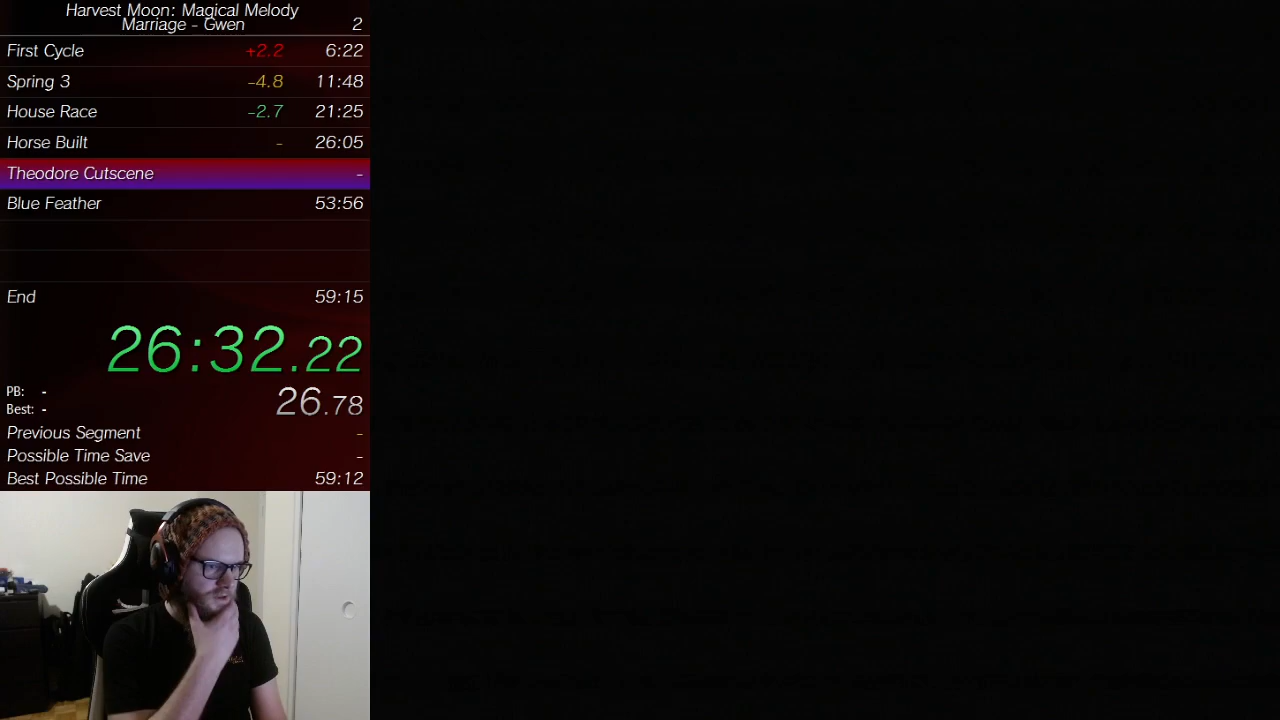 Harvest Moon: Magical Melody
Marriage - Gwen 2
First Cycle +2.2 6:22
Spring 3 -4.8 11:48
House Race -2.7 21:25
Horse Built - 26:05
Theodore Cutscene -
Blue Feather 53:56
End 59:15
26:32.22
PB: -
26.78
Best: -
Previous Segment -
Possible Time Save -
Best Possible Time 59:12